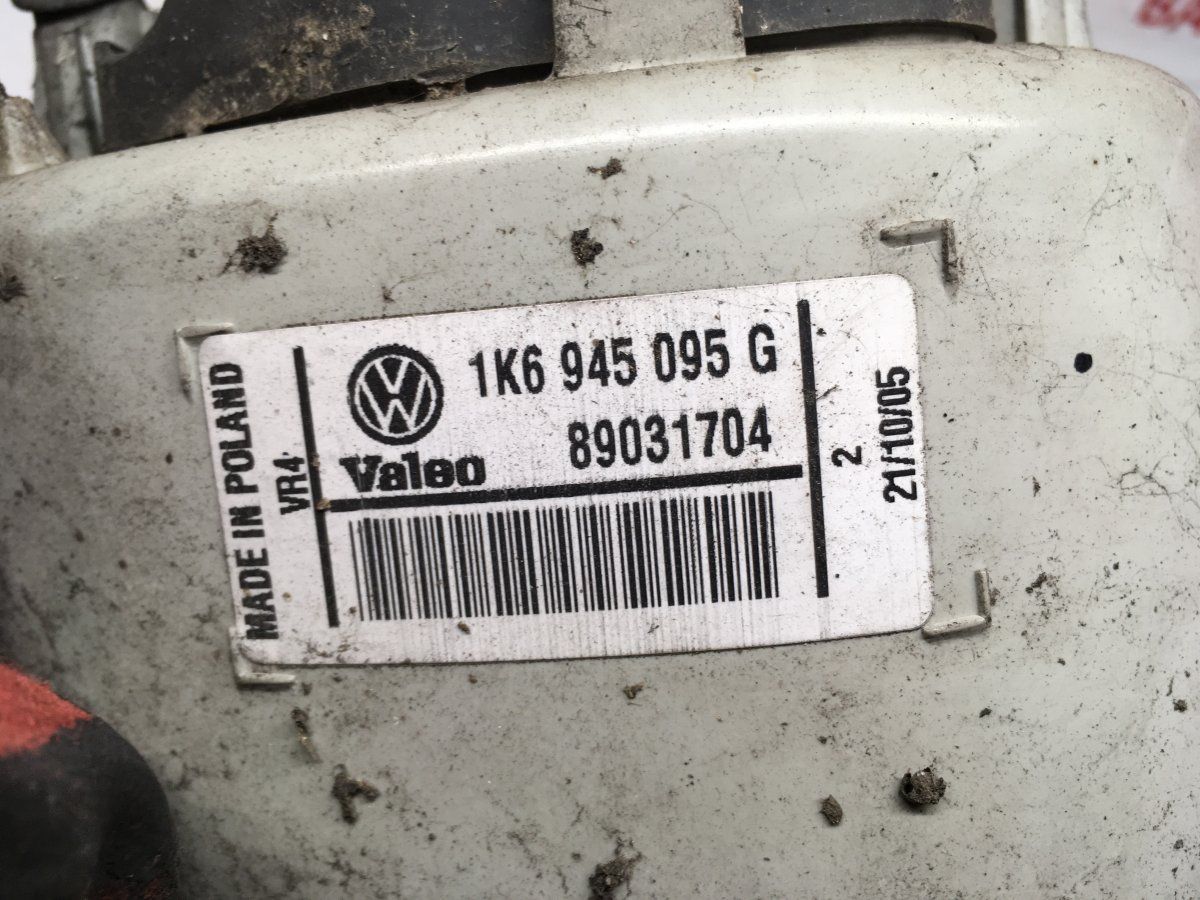 MADE IN POLAND
VR4
1K6 945 095 G
89031704
Valeo
2
21/10/05